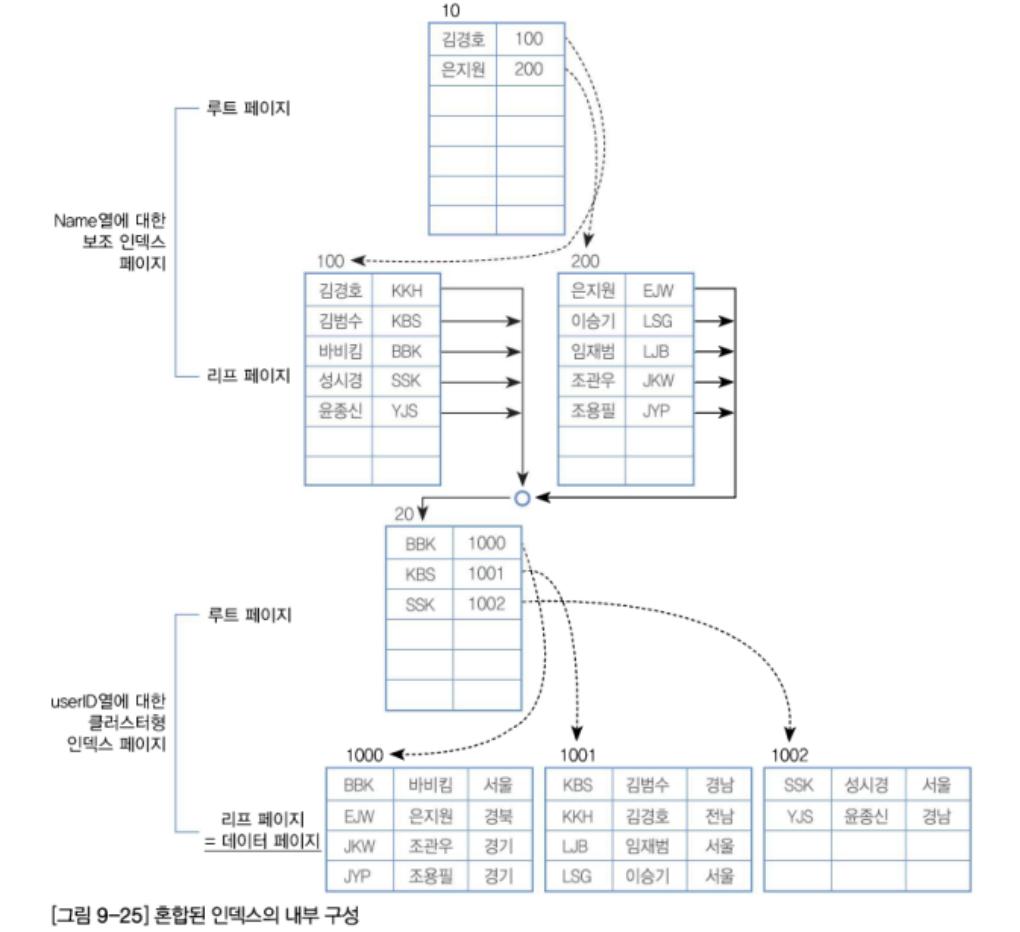 10
김경호 100
은지원 200
루트 페이지
Name열에 대한
보조 인덱스
페이지
리프 페이지
100
김경호 KKH
김범수 KBS
바비킴 BBK
성시경 SSK
윤종신 YJS
200
은지원 EJW
이승기 LSG
임재범 LJB
조관우 JKW
조용필 JYP
20
BBK 1000
KBS 1001
SSK 1002
루트 페이지
userID열에 대한
클러스터형
인덱스 페이지
리프 페이지
= 데이터 페이지
1000
BBK 바비킴 서울
EJW 은지원 경북
JKW 조관우 경기
JYP 조용필 경기
1001
KBS 김범수 경남
KKH 김경호 전남
LJB 임재범 서울
LSG 이승기 서울
1002
SSK 성시경 서울
YJS 윤종신 경남
[그림 9-25] 혼합된 인덱스의 내부 구성